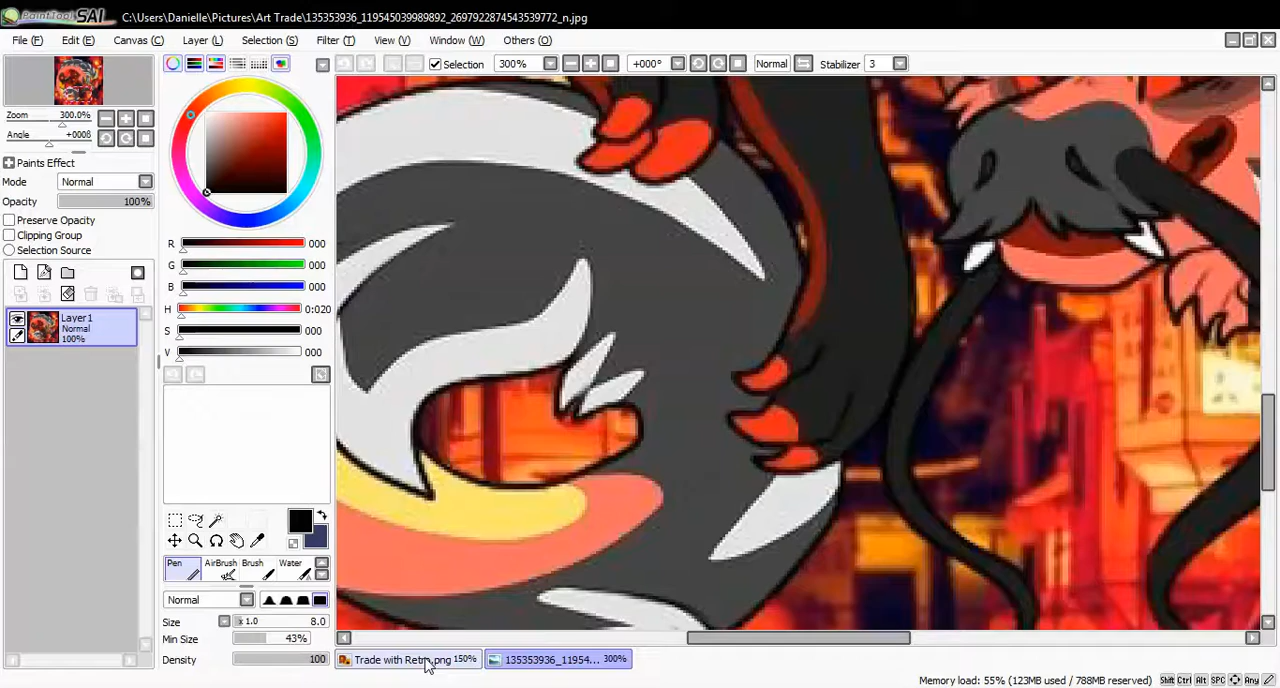 PaintTool SAI C:\Users\Danielle\Pictures\Art Trade\135353936_119545039989892_2697922874543539772_n.jpg
File (F) Edit (E) Canvas (C) Layer (L) Selection (S) Filter (T) View (V) Window (W) Others (O)
Selection 300% +000° Normal Stabilizer 3
Zoom 300.0%
Angle +000ß
Paints Effect
Mode Normal
Opacity 100%
Preserve Opacity
Clipping Group
Selection Source
Layer1
Normal
100%
R 000
G 000
B 000
H 0:020
S 000
V 000
Pen AirBrush Brush Water
Normal
Size x 1.0 8.0
Min Size 43%
Density 100
Trade with Retro.png 150% 135353936_11954... 300%
Memory load: 55% (123MB used / 788MB reserved) Shift Ctrl Alt SPC Any